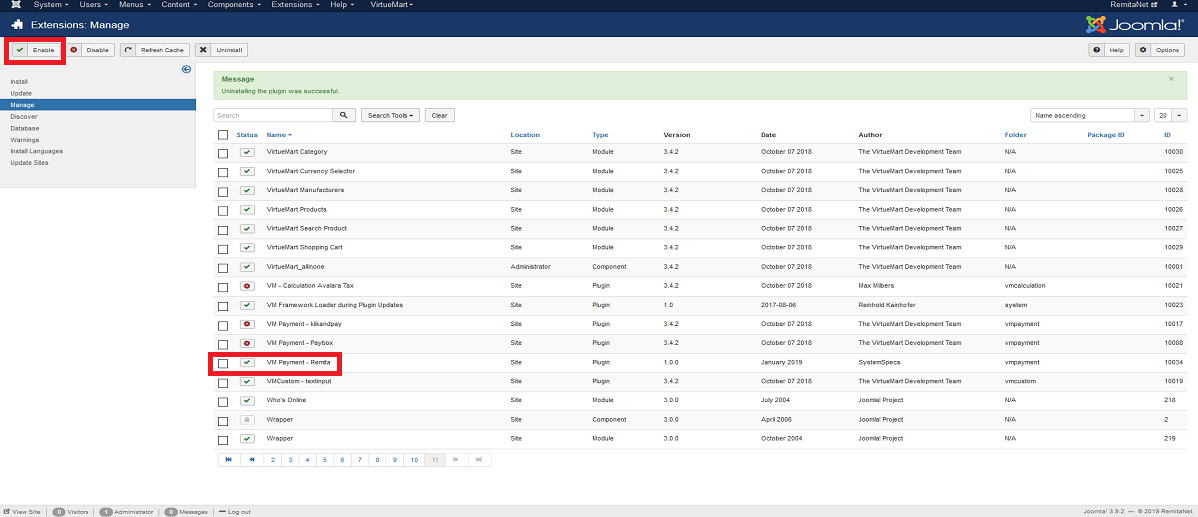 System Users Menus Content Components Extensions Help VirtueMart RemitaNet
Extensions: Manage Joomla!
Enable Disable Refresh Cache Uninstall Help Options
Install
Update
Manage
Discover
Database
Warnings
Install Languages
Update Sites
Message
Uninstalling the plugin was successful.
Search Search Tools Clear Name ascending 20
Status Name Location Type Version Date Author Folder Package ID ID
VirtueMart Category Site Module 3.4.2 October 07 2018 The VirtueMart Development Team N/A 10030
VirtueMart Currency Selector Site Module 3.4.2 October 07 2018 The VirtueMart Development Team N/A 10025
VirtueMart Manufacturers Site Module 3.4.2 October 07 2018 The VirtueMart Development Team N/A 10028
VirtueMart Products Site Module 3.4.2 October 07 2018 The VirtueMart Development Team N/A 10026
VirtueMart Search Product Site Module 3.4.2 October 07 2018 The VirtueMart Development Team N/A 10027
VirtueMart Shopping Cart Site Module 3.4.2 October 07 2018 The VirtueMart Development Team N/A 10029
VirtueMart_allinone Administrator Component 3.4.2 October 07 2018 The VirtueMart Development Team N/A 10001
VM - Calculation Avalara Tax Site Plugin 3.4.2 October 07 2018 Max Milbers vmcalculation 10021
VM Framework Loader during Plugin Updates Site Plugin 1.0 2017-08-06 Reinhold Kainhofer system 10023
VM Payment - klikandpay Site Plugin 3.4.2 October 07 2018 The VirtueMart Development Team vmpayment 10017
VM Payment - Paybox Site Plugin 3.4.2 October 07 2018 The VirtueMart Development Team vmpayment 10008
VM Payment - Remita Site Plugin 1.0.0 January 2019 SystemSpecs vmpayment 10034
VMCustom - textinput Site Plugin 3.4.2 October 07 2018 The VirtueMart Development Team vmcustom 10019
Who's Online Site Module 3.0.0 July 2004 Joomla! Project N/A 218
Wrapper Site Component 3.0.0 April 2006 Joomla! Project N/A 2
Wrapper Site Module 3.0.0 October 2004 Joomla! Project N/A 219
2 3 4 5 6 7 8 9 10 11
View Site | 0 Visitors | 1 Administrator | 0 Messages | Log out Joomla! 3.9.2 — © 2019 RemitaNet